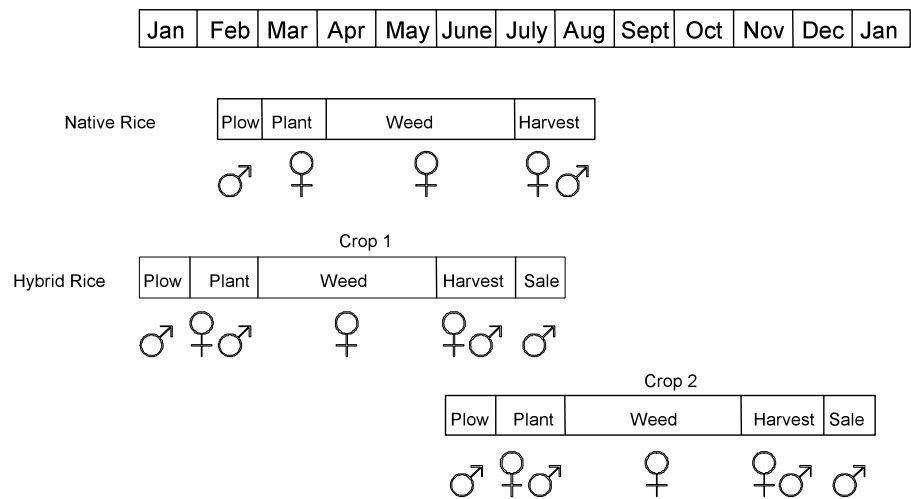 Jan Feb Mar Apr May June July Aug Sept Oct Nov Dec Jan
Native Rice Plow Plant Weed Harvest
Crop 1
Hybrid Rice Plow Plant Weed Harvest Sale
Crop 2
Plow Plant Weed Harvest Sale